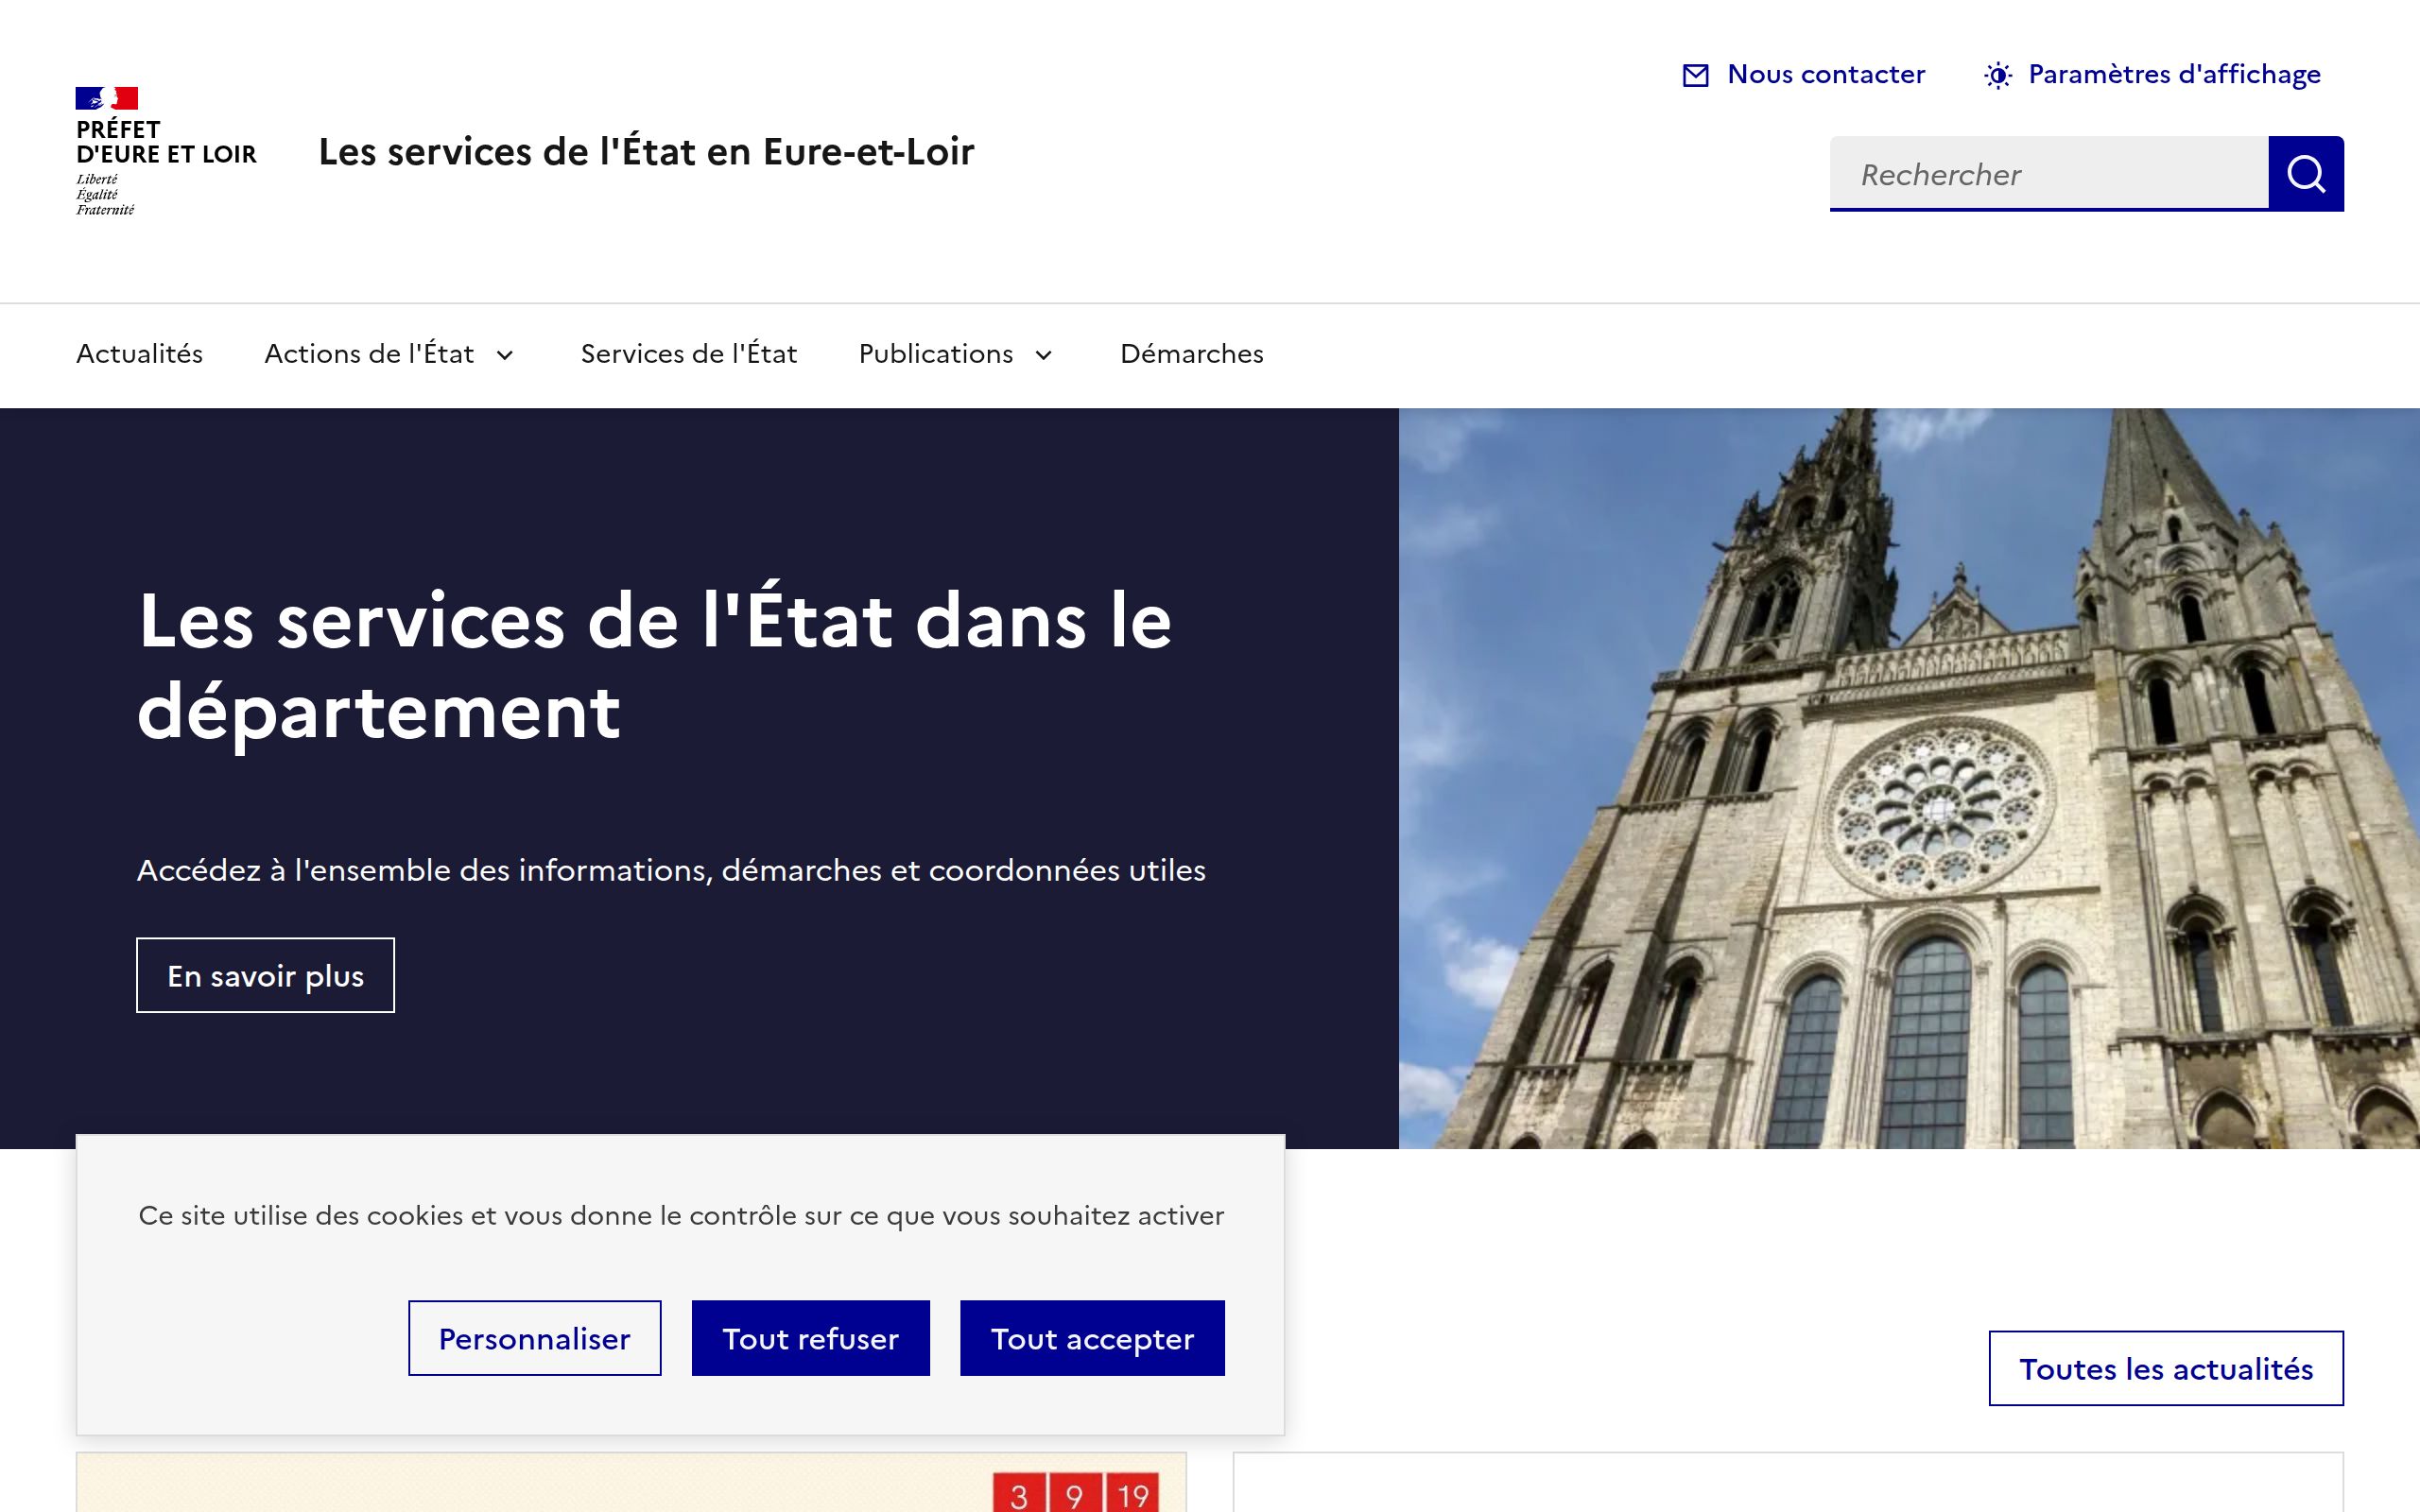 Nous contacter
Paramètres d'affichage
PRÉFET
D'EURE ET LOIR
Liberté
Égalité
Fraternité
Les services de l'État en Eure-et-Loir
Rechercher
Actualités
Actions de l'État
Services de l'État
Publications
Démarches
Les services de l'État dans le
département
Accédez à l'ensemble des informations, démarches et coordonnées utiles
En savoir plus
Ce site utilise des cookies et vous donne le contrôle sur ce que vous souhaitez activer
Personnaliser
Tout refuser
Tout accepter
Toutes les actualités
3 9 19